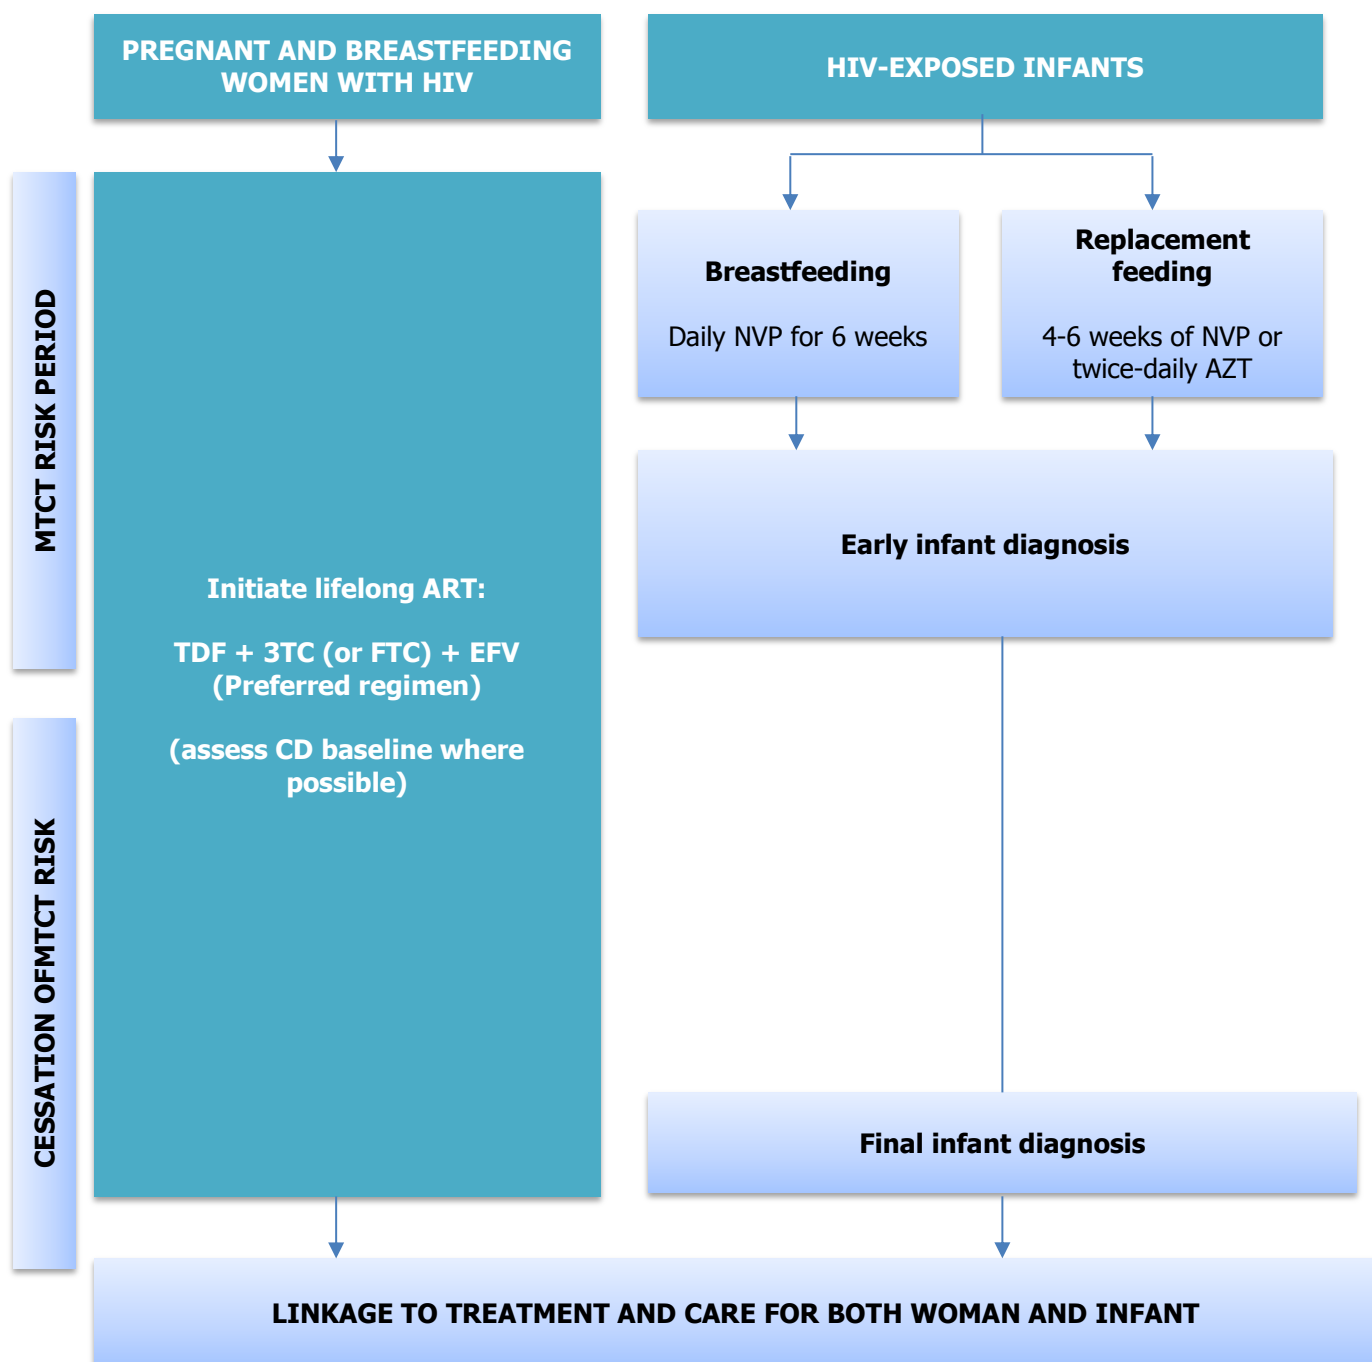 PREGNANT AND BREASTFEEDING
WOMEN WITH HIV
HIV-EXPOSED INFANTS
MTCT RISK PERIOD
Breastfeeding
Daily NVP for 6 weeks
Replacement
feeding
4-6 weeks of NVP or
twice-daily AZT
Early infant diagnosis
Initiate lifelong ART:
TDF + 3TC (or FTC) + EFV
(Preferred regimen)
(assess CD baseline where
possible)
CESSATION OFMTCT RISK
Final infant diagnosis
LINKAGE TO TREATMENT AND CARE FOR BOTH WOMAN AND INFANT